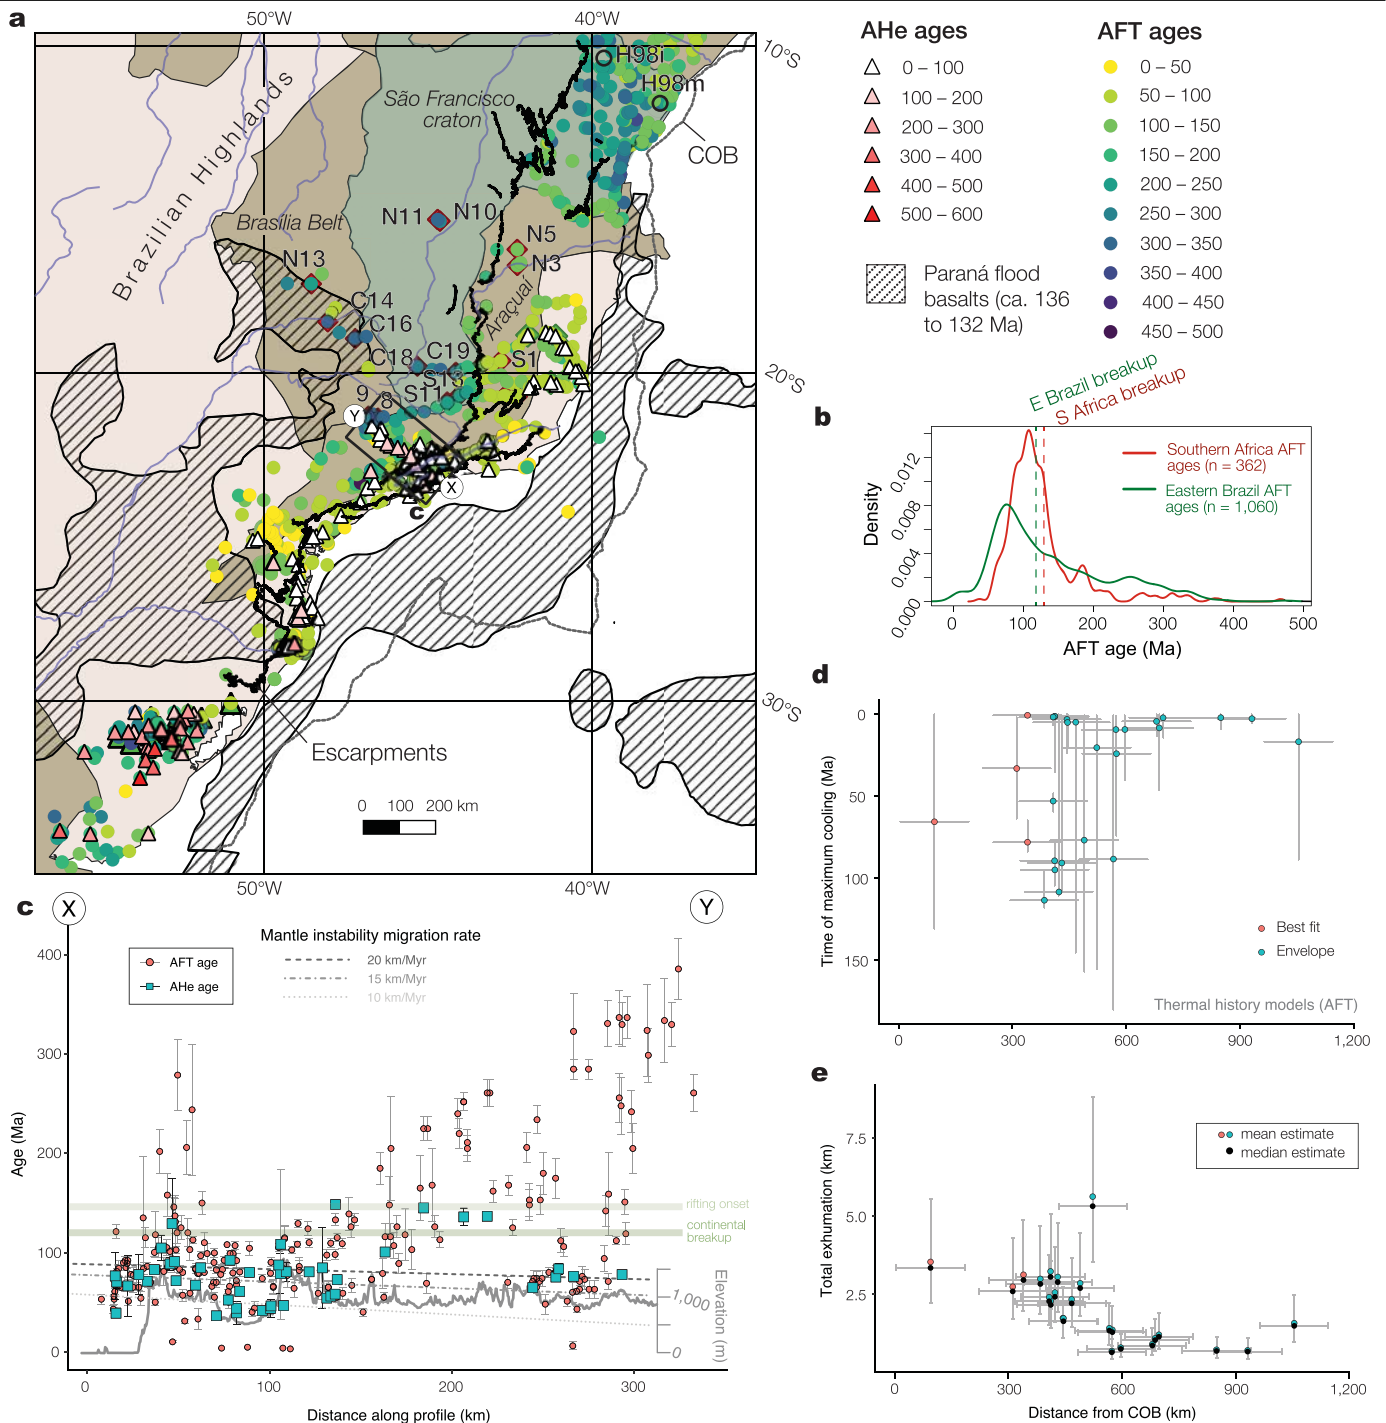 a
50°W
40°W
10°S
H98i
H98m
São Francisco
craton
COB
Brazilian Highlands
Brasília Belt
N11
N10
N5
N3
N13
Araçuaí
C14
C16
C18
C19
S1
20°S
S13
S11
9
8
Y
X
c
30°S
Escarpments
0
100
200 km
50°W
40°W
AHe ages
0 – 100
100 – 200
200 – 300
300 – 400
400 – 500
500 – 600
Paraná flood
basalts (ca. 136
to 132 Ma)
AFT ages
0 – 50
50 – 100
100 – 150
150 – 200
200 – 250
250 – 300
300 – 350
350 – 400
400 – 450
450 – 500
b
E Brazil breakup
S Africa breakup
Southern Africa AFT
ages (n = 362)
Eastern Brazil AFT
ages (n = 1,060)
Density
0.012
0.008
0.004
0.000
0
100
200
300
400
500
AFT age (Ma)
c
X
Y
Mantle instability migration rate
20 km/Myr
15 km/Myr
10 km/Myr
AFT age
AHe age
Age (Ma)
400
300
200
100
0
rifting onset
continental
breakup
Elevation (m)
1,000
0
0
100
200
300
Distance along profile (km)
d
Time of maximum cooling (Ma)
0
50
100
150
Best fit
Envelope
Thermal history models (AFT)
0
300
600
900
1,200
e
Total exhumation (km)
7.5
5.0
2.5
mean estimate
median estimate
0
300
600
900
1,200
Distance from COB (km)